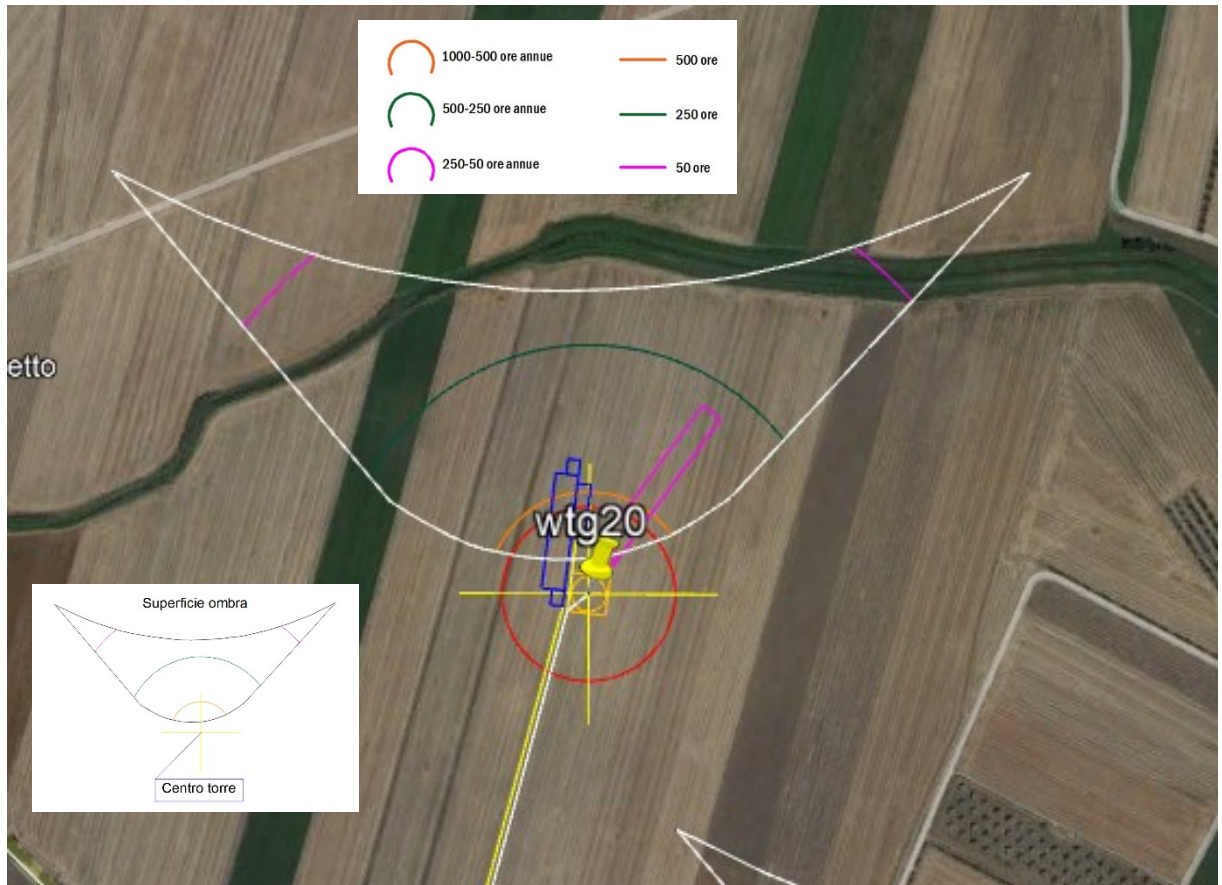 1000-500 ore annue
500 ore
500-250 ore annue
250 ore
250-50 ore annue
50 ore
etto
wtg20
Superficie ombra
Centro torre